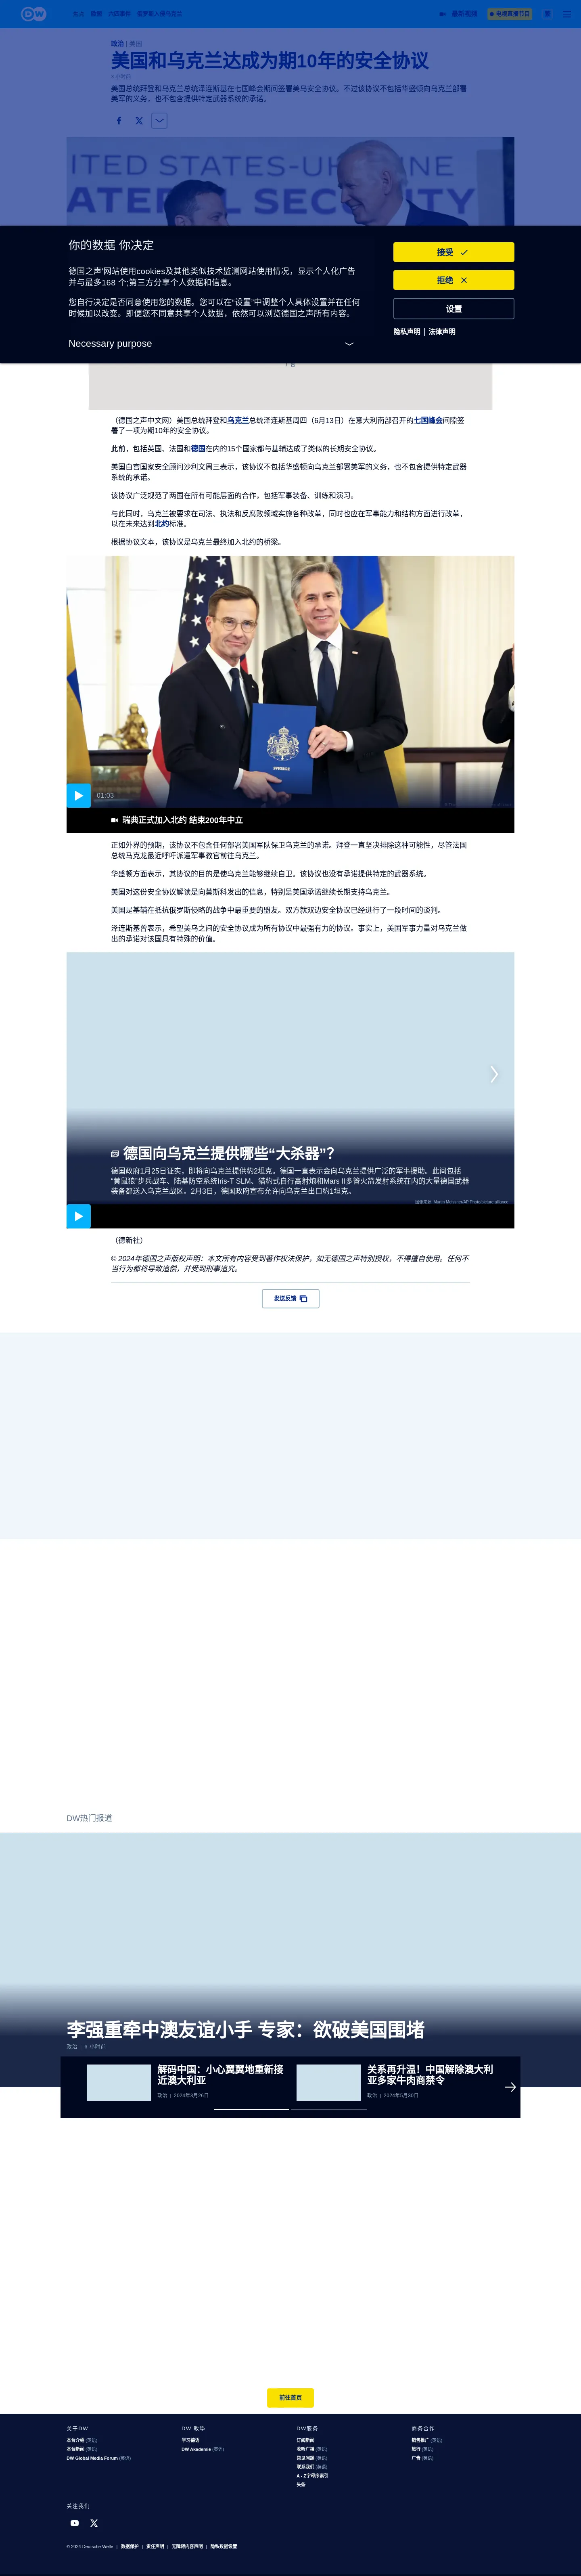 DW
最新视频
电视直播节目
繁
政治 | 美国
美国和乌克兰达成为期10年的安全协议
美国总统拜登和乌克兰总统泽连斯基在七国峰会期间签署美乌安全协议。不过该协议不包括华盛顿向乌克兰部署
美军的义务，也不包含提供特定武器系统的承诺。
你的数据 你决定
德国之声'网站使用cookies及其他类似技术监测网站使用情况，显示个人化广告
并与最多168 个;第三方分享个人数据和信息。
您自行决定是否同意使用您的数据。您可以在“设置”中调整个人具体设置并在任何
时候加以改变。即便您不同意共享个人数据，依然可以浏览德国之声所有内容。
Necessary purpose
接受
拒绝
设置
隐私声明 | 法律声明
（德国之声中文网）美国总统拜登和乌克兰总统泽连斯基周四（6月13日）在意大利南部召开的七国峰会间隙签
署了一项为期10年的安全协议。
此前，包括英国、法国和德国在内的15个国家都与基辅达成了类似的长期安全协议。
美国白宫国家安全顾问沙利文周三表示，该协议不包括华盛顿向乌克兰部署美军的义务，也不包含提供特定武器
系统的承诺。
该协议广泛规范了两国在所有可能层面的合作，包括军事装备、训练和演习。
与此同时，乌克兰被要求在司法、执法和反腐败领域实施各种改革，同时也应在军事能力和结构方面进行改革，
以在未来达到北约标准。
根据协议文本，该协议是乌克兰最终加入北约的桥梁。
SVERIGE
01:03
瑞典正式加入北约 结束200年中立
正如外界的预期，该协议不包含任何部署美国军队保卫乌克兰的承诺。拜登一直坚决排除这种可能性，尽管法国
总统马克龙最近呼吁派遣军事教官前往乌克兰。
华盛顿方面表示，其协议的目的是使乌克兰能够继续自卫。该协议也没有承诺提供特定的武器系统。
美国对这份安全协议解读是向莫斯科发出的信息，特别是美国承诺继续长期支持乌克兰。
美国是基辅在抵抗俄罗斯侵略的战争中最重要的盟友。双方就双边安全协议已经进行了一段时间的谈判。
泽连斯基曾表示，希望美乌之间的安全协议成为所有协议中最强有力的协议。事实上，美国军事力量对乌克兰做
出的承诺对该国具有特殊的价值。
德国向乌克兰提供哪些“大杀器”?
德国政府1月25日证实，即将向乌克兰提供豹2坦克。德国一直表示会向乌克兰提供广泛的军事援助。此间包括
“黄鼠狼”步兵战车、陆基防空系统Iris-T SLM、猎豹式自行高射炮和Mars II多管火箭发射系统在内的大量德国武器
装备都送入乌克兰战区。2月3日，德国政府宣布允许向乌克兰出口豹1坦克。
（德新社）
© 2024年德国之声版权声明：本文所有内容受到著作权法保护，如无德国之声特别授权，不得擅自使用。任何不
当行为都将导致追偿，并受到刑事追究。
发送反馈
DW热门报道
李强重牵中澳友谊小手 专家：欲破美国围堵
政治 | 6 小时前
解码中国：小心翼翼地重新接
近澳大利亚
政治 | 2024年3月26日
关系再升温！中国解除澳大利
亚多家牛肉商禁令
政治 | 2024年5月30日
前往首页
关于DW
本台介绍 (英语)
本台新闻 (英语)
DW Global Media Forum (英语)
DW 教學
学习德语
DW Akademie (英语)
DW服务
订阅新闻
收听广播 (英语)
常见问题 (英语)
联系我们 (英语)
A - Z字母序索引
头条
商务合作
销售推广 (英语)
旅行 (英语)
广告 (英语)
关注我们
© 2024 Deutsche Welle | 数据保护 | 责任声明 | 无障碍内容声明 | 隐私数据设置